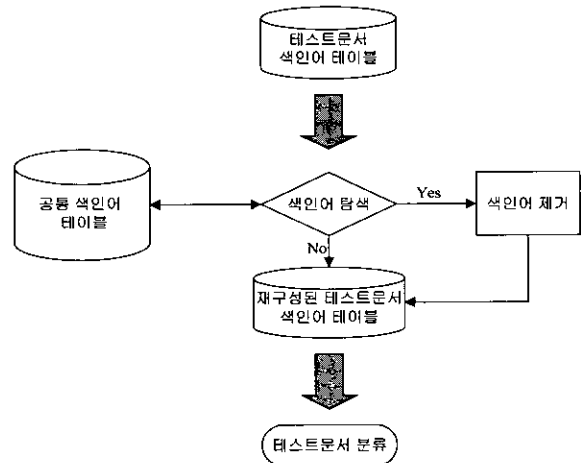 테스트문서
색인어 테이블
공통 색인어
테이블
색인어 탐색
Yes
색인어 제거
No
재구성된 테스트문서
색인어 테이블
테스트문서 분류